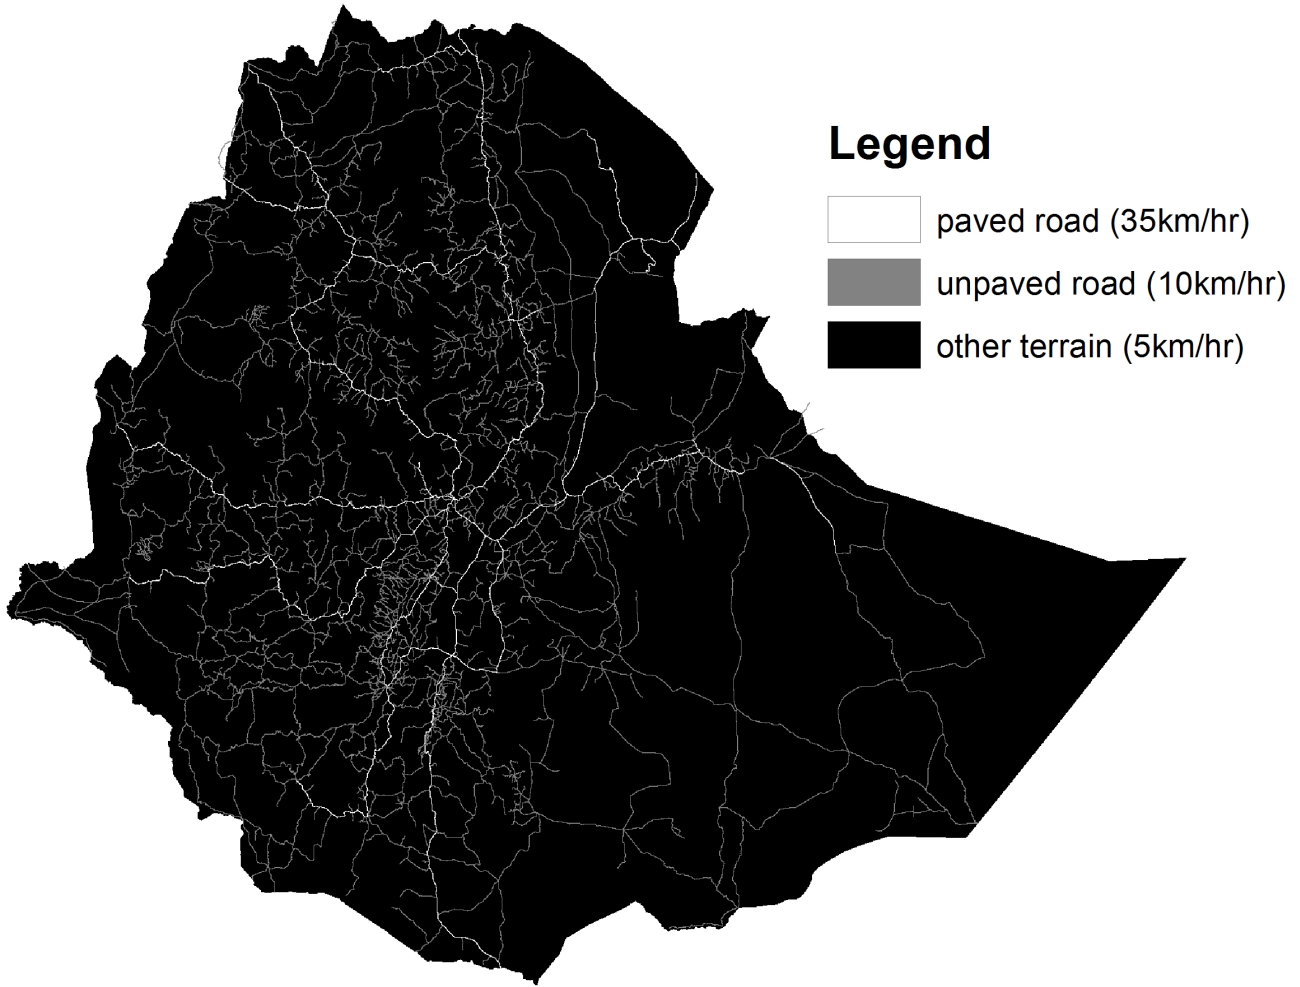 Legend
paved road (35km/hr)
unpaved road (10km/hr)
other terrain (5km/hr)